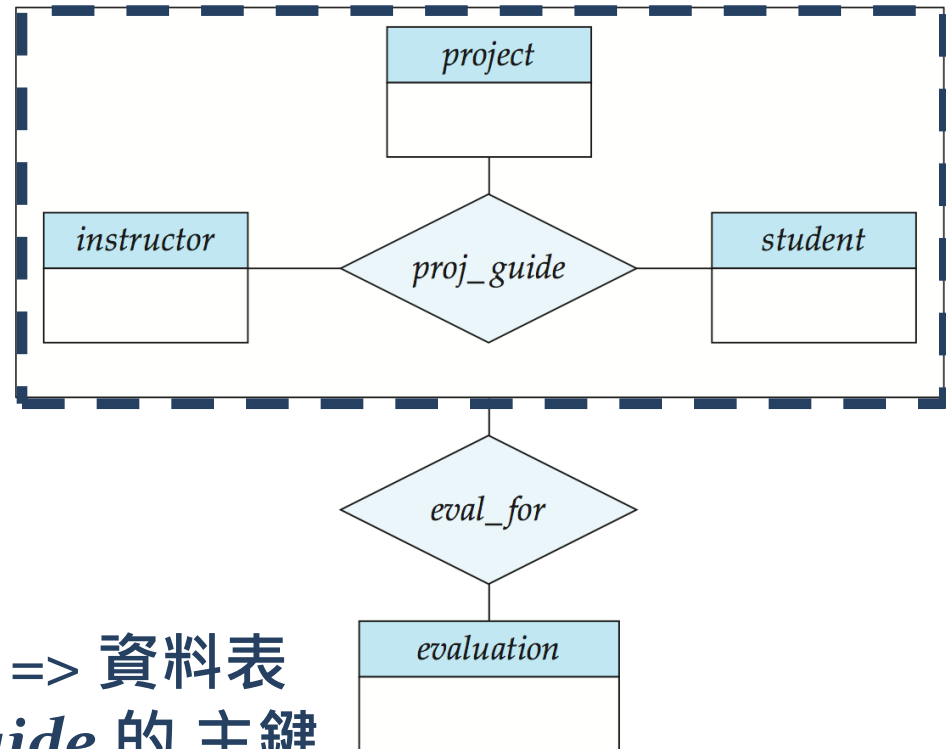 project
instructor
proj_guide
student
eval_for
evaluation
=> 資料表
的 主鍵